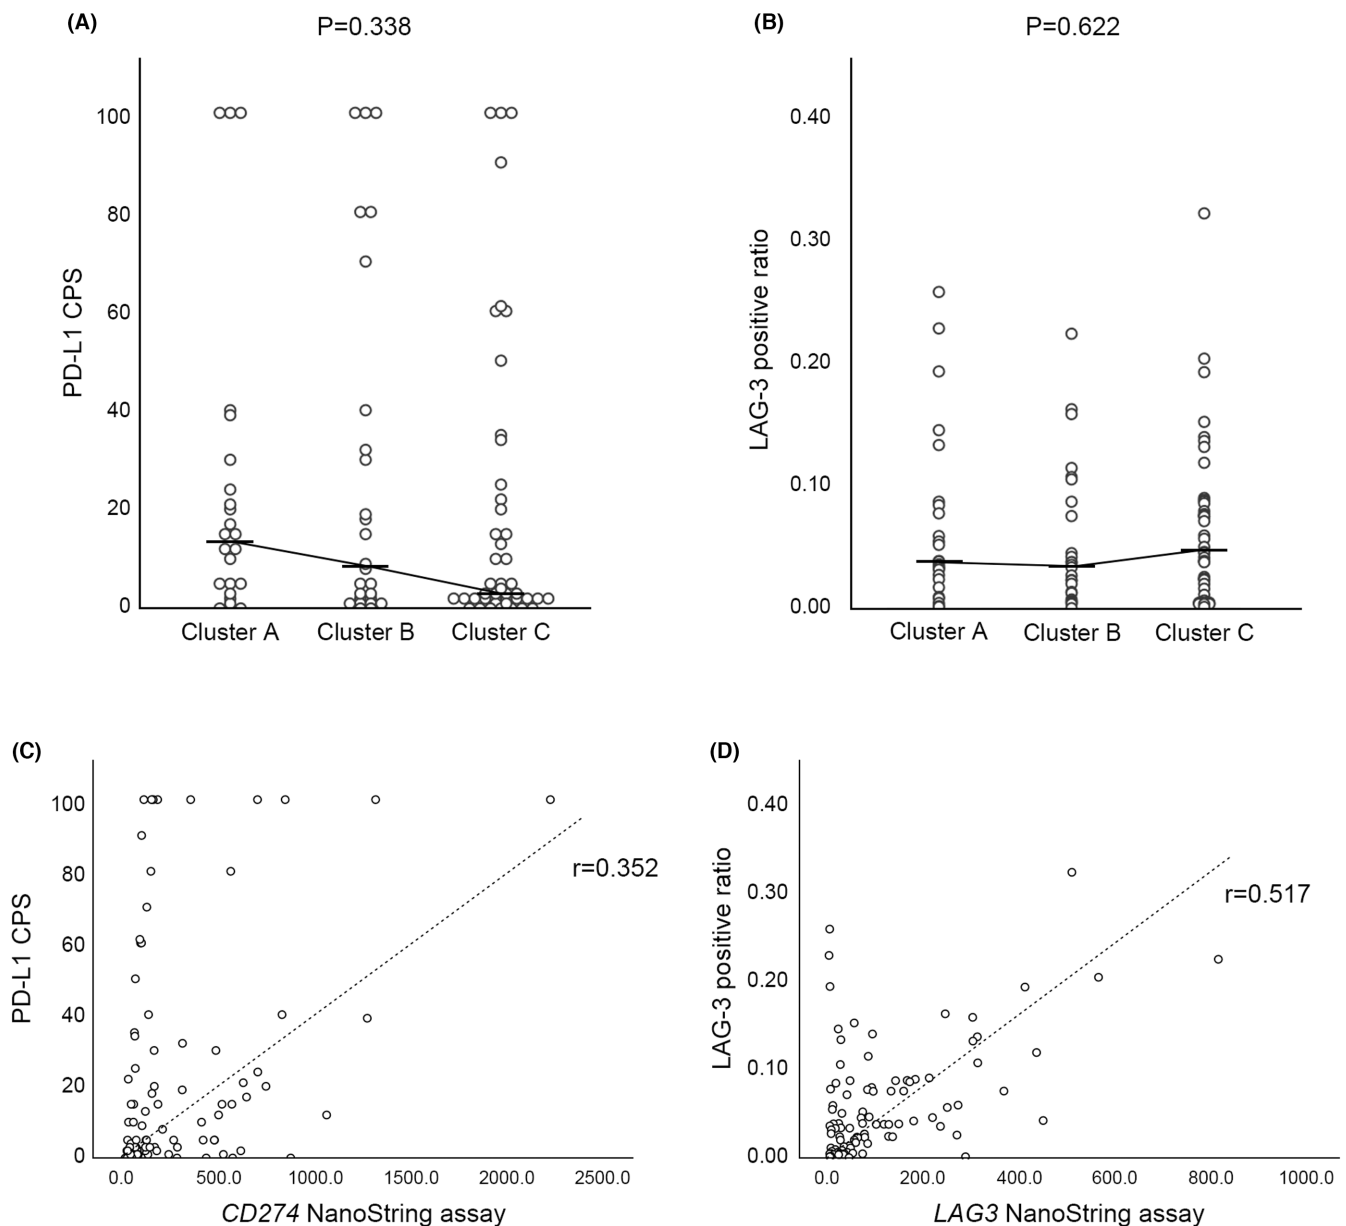 (A)
P=0.338
PD-L1 CPS
100
80
60
40
20
0
Cluster A Cluster B Cluster C
(B)
P=0.622
LAG-3 positive ratio
0.40
0.30
0.20
0.10
0.00
Cluster A Cluster B Cluster C
(C)
PD-L1 CPS
100
80
60
40
20
0
r=0.352
0.0 500.0 1000.0 1500.0 2000.0 2500.0
CD274 NanoString assay
(D)
LAG-3 positive ratio
0.40
0.30
0.20
0.10
0.00
r=0.517
0.0 200.0 400.0 600.0 800.0 1000.0
LAG3 NanoString assay